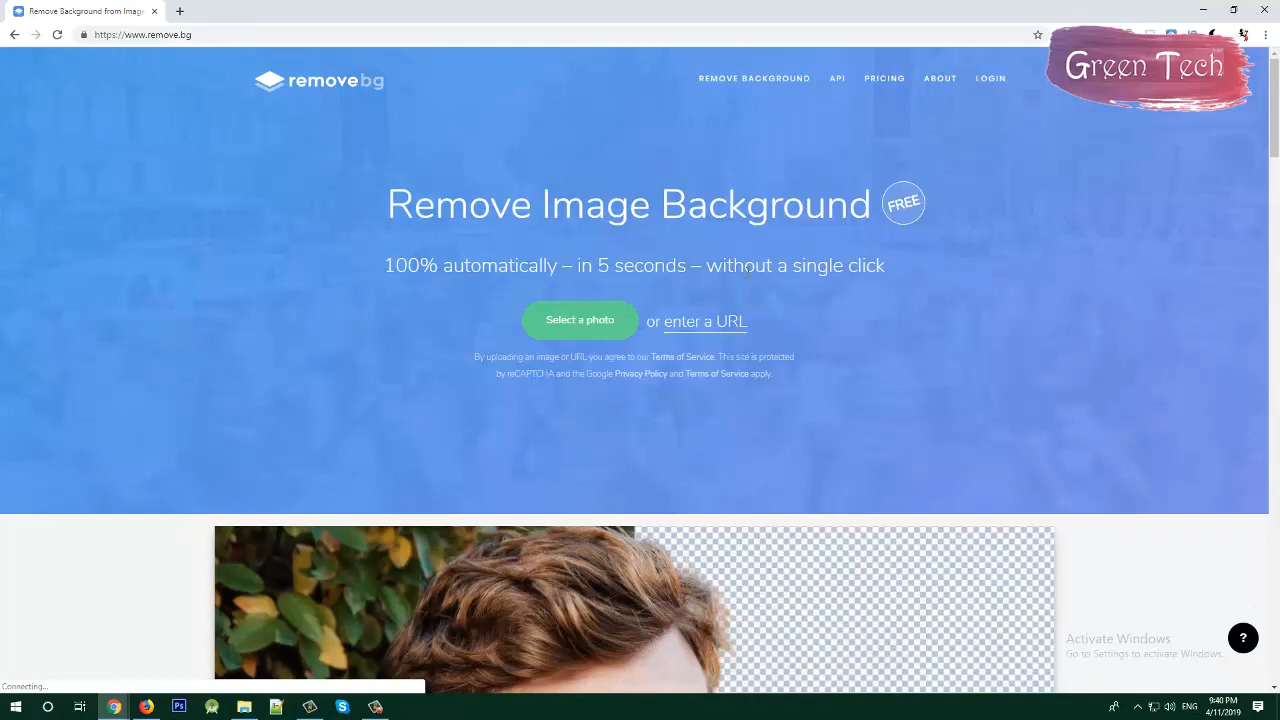 Remove Background from Im
https://www.remove.bg
Green Tech
removebg
REMOVE BACKGROUND API PRICING ABOUT LOGIN
Remove Image Background FREE
100% automatically – in 5 seconds – without a single click
Select a photo or enter a URL
By uploading an image or URL you agree to our Terms of Service. This site is protected
by reCAPTCHA and the Google Privacy Policy and Terms of Service apply.
Activate Windows
Go to Settings to activate Windows.
?
Connecting...
Ps
ENG
9:40 PM
4/11/2019